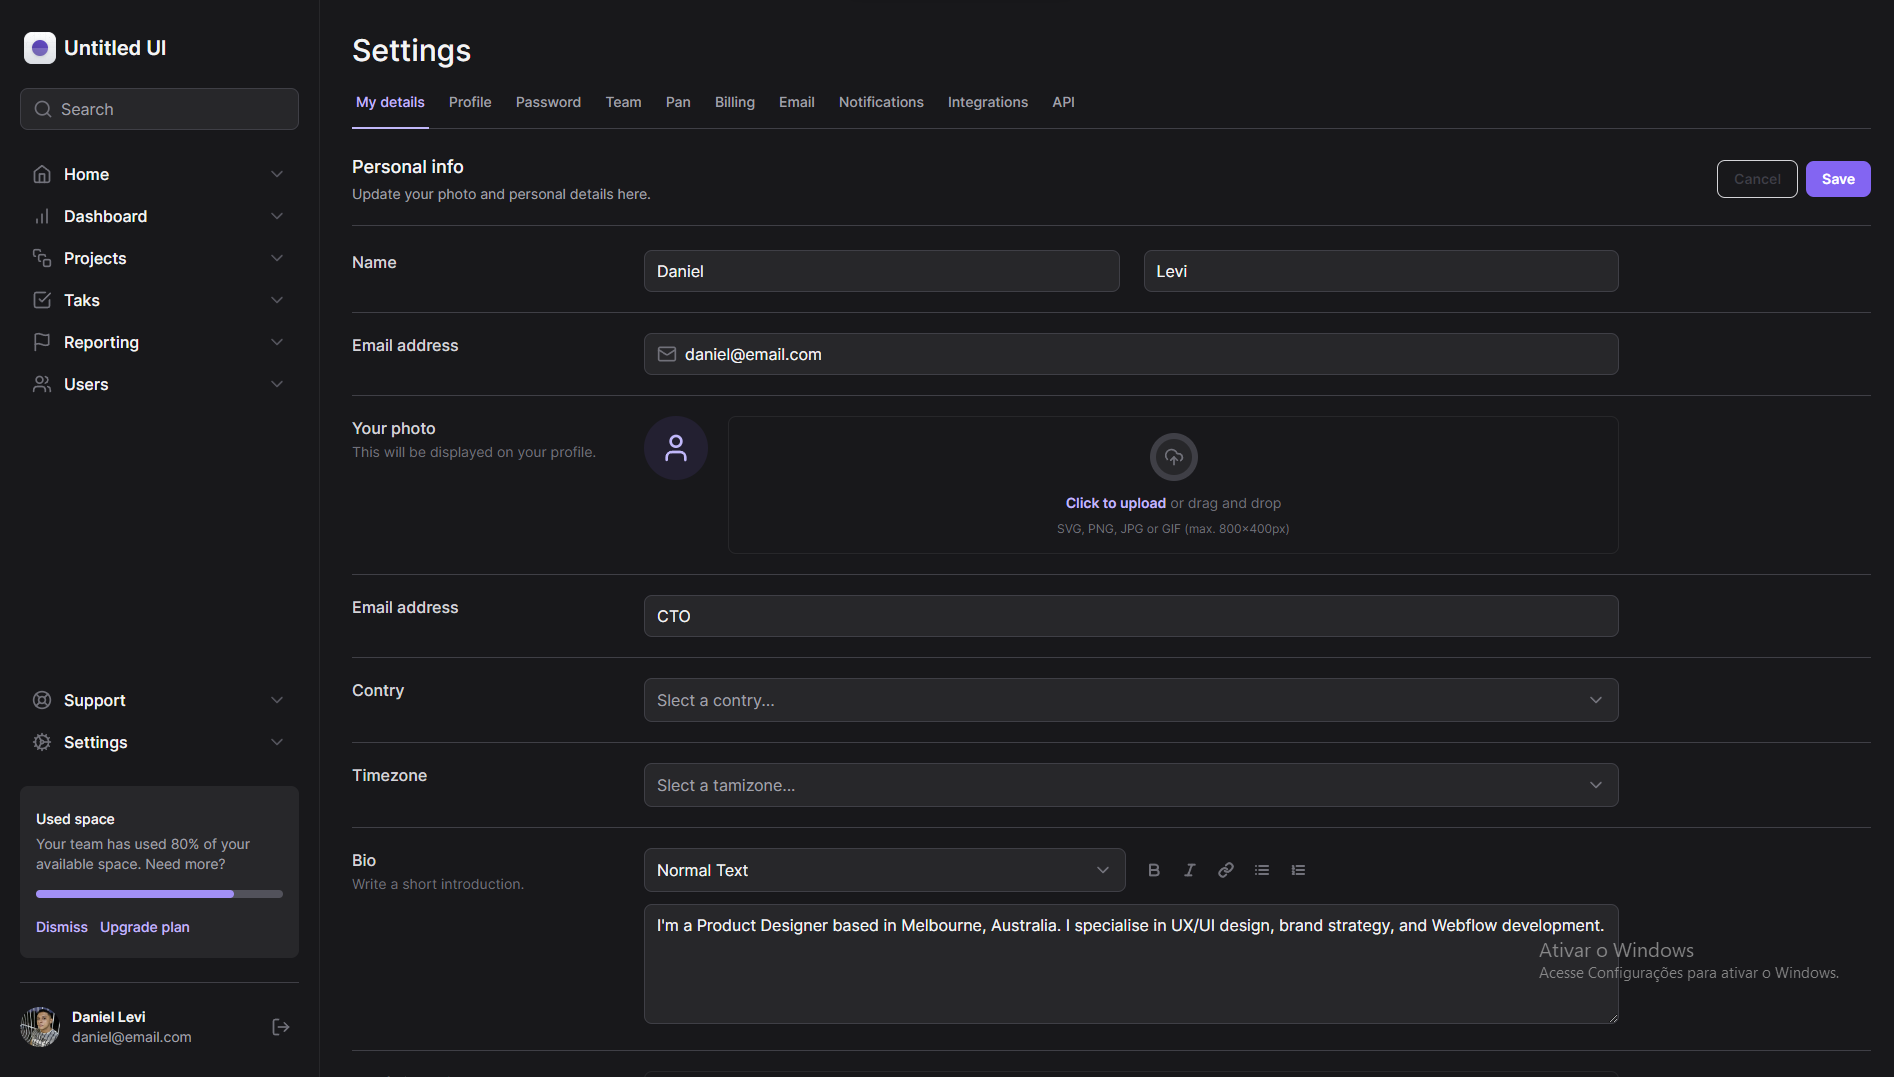 Untitled UI
Search
Home
Dashboard
Projects
Taks
Reporting
Users
Support
Settings
Used space
Your team has used 80% of your
available space. Need more?
Dismiss Upgrade plan
Daniel Levi
daniel@email.com
Settings
My details Profile Password Team Pan Billing Email Notifications Integrations API
Personal info
Update your photo and personal details here.
Cancel Save
Name
Daniel Levi
Email address
daniel@email.com
Your photo
This will be displayed on your profile.
Click to upload or drag and drop
SVG, PNG, JPG or GIF (max. 800×400px)
Email address
CTO
Contry
Slect a contry...
Timezone
Slect a tamizone...
Bio
Write a short introduction.
Normal Text
I'm a Product Designer based in Melbourne, Australia. I specialise in UX/UI design, brand strategy, and Webflow development.
Ativar o Windows
Acesse Configurações para ativar o Windows.